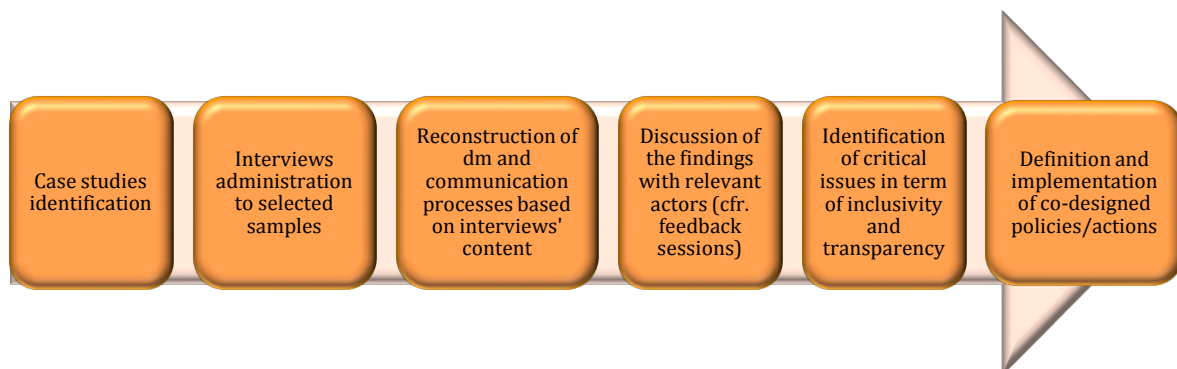 Case studies
identification
Interviews
administration
to selected
samples
Reconstruction of
dm and
communication
processes based
on interviews'
content
Discussion of
the findings
with relevant
actors (cfr.
feedback
sessions)
Identification
of critical
issues in term
of inclusivity
and
transparency
Definition and
implementation
of co-designed
policies/actions